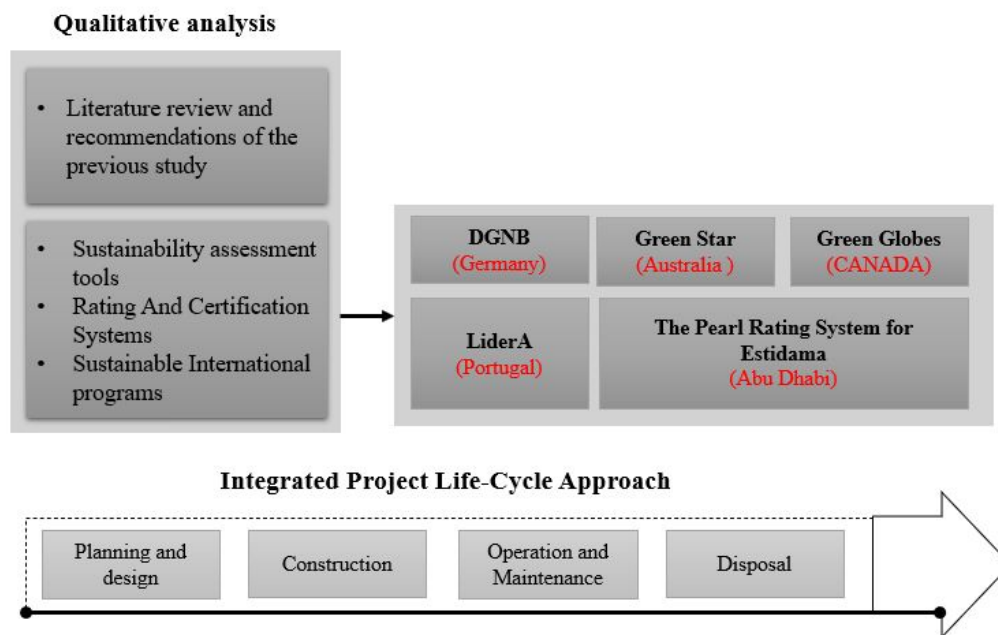 Qualitative analysis
• Literature review and
recommendations of the
previous study
• Sustainability assessment
tools
• Rating And Certification
Systems
• Sustainable International
programs
DGNB
(Germany)
Green Star
(Australia )
Green Globes
(CANADA)
LiderA
(Portugal)
The Pearl Rating System for
Estidama
(Abu Dhabi)
Integrated Project Life-Cycle Approach
Planning and
design
Construction
Operation and
Maintenance
Disposal